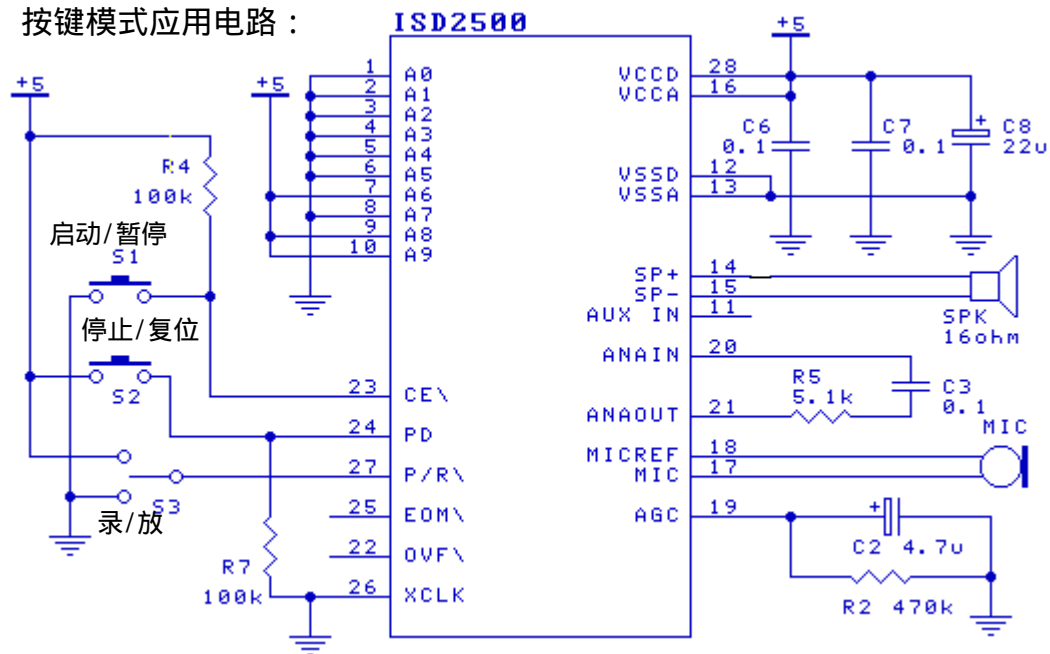 按键模式应用电路：
ISD2500
+5
+5
+5
1 A0
2 A1
3 A2
4 A3
5 A4
6 A5
7 A6
8 A7
9 A8
10 A9
R4
100k
启动/暂停
S1
停止/复位
S2
S3
录/放
23 CE\
24 PD
27 P/R\
25 EOM\
22 OVF\
26 XCLK
R7
100k
VCCD 28
VCCA 16
C6
0.1
C7
0.1
+
C8
22u
VSSD 12
VSSA 13
SP+ 14
SP- 15
AUX IN 11
SPK
16ohm
ANAIN 20
R5
5.1k
C3
0.1
ANAOUT 21
MIC
MICREF 18
MIC 17
AGC 19
+
C2 4.7u
R2 470k